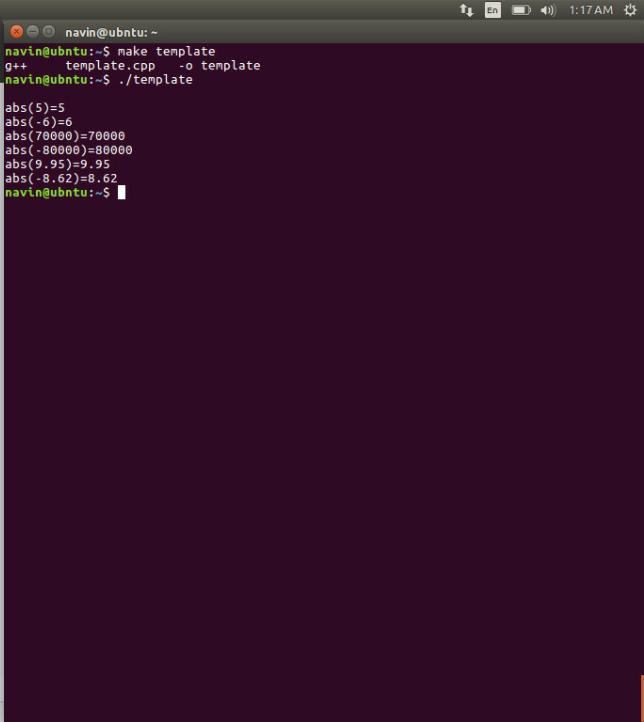 En 1:17 AM
navin@ubntu: ~
navin@ubntu:~$ make template
g++     template.cpp   -o template
navin@ubntu:~$ ./template
abs(5)=5
abs(-6)=6
abs(70000)=70000
abs(-80000)=80000
abs(9.95)=9.95
abs(-8.62)=8.62
navin@ubntu:~$